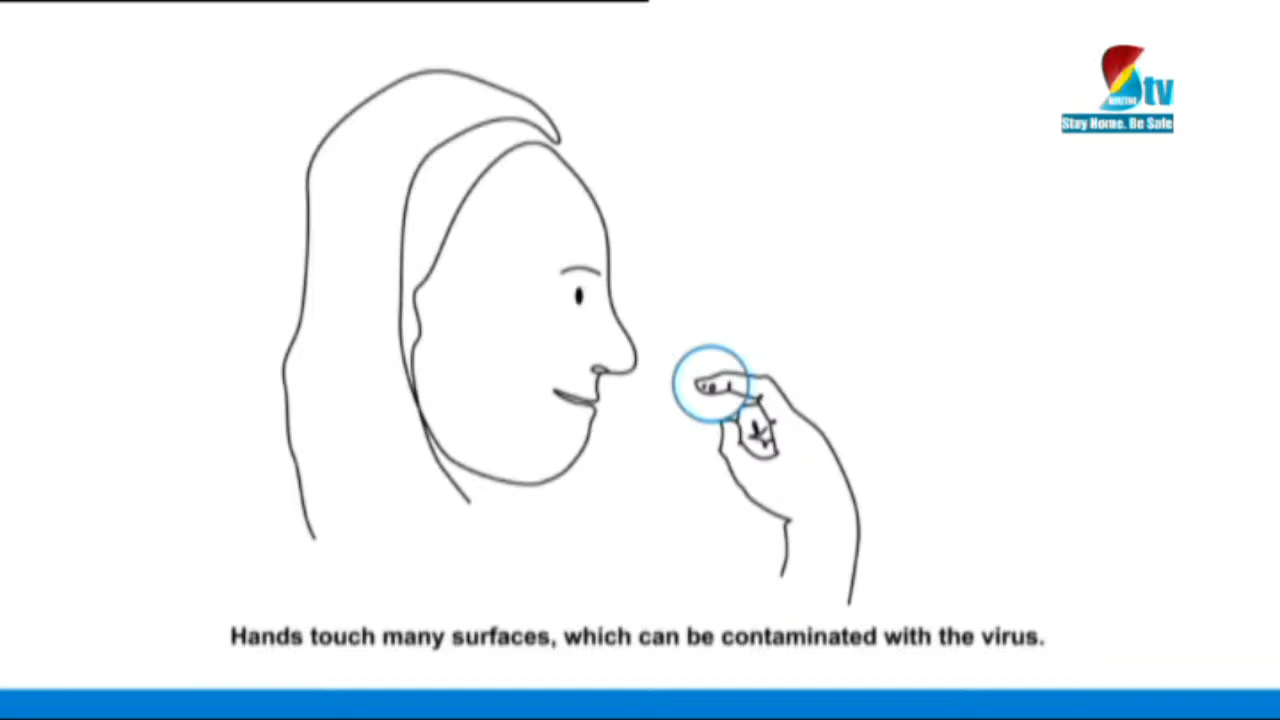 tv
Stay Home. Be Safe
Hands touch many surfaces, which can be contaminated with the virus.